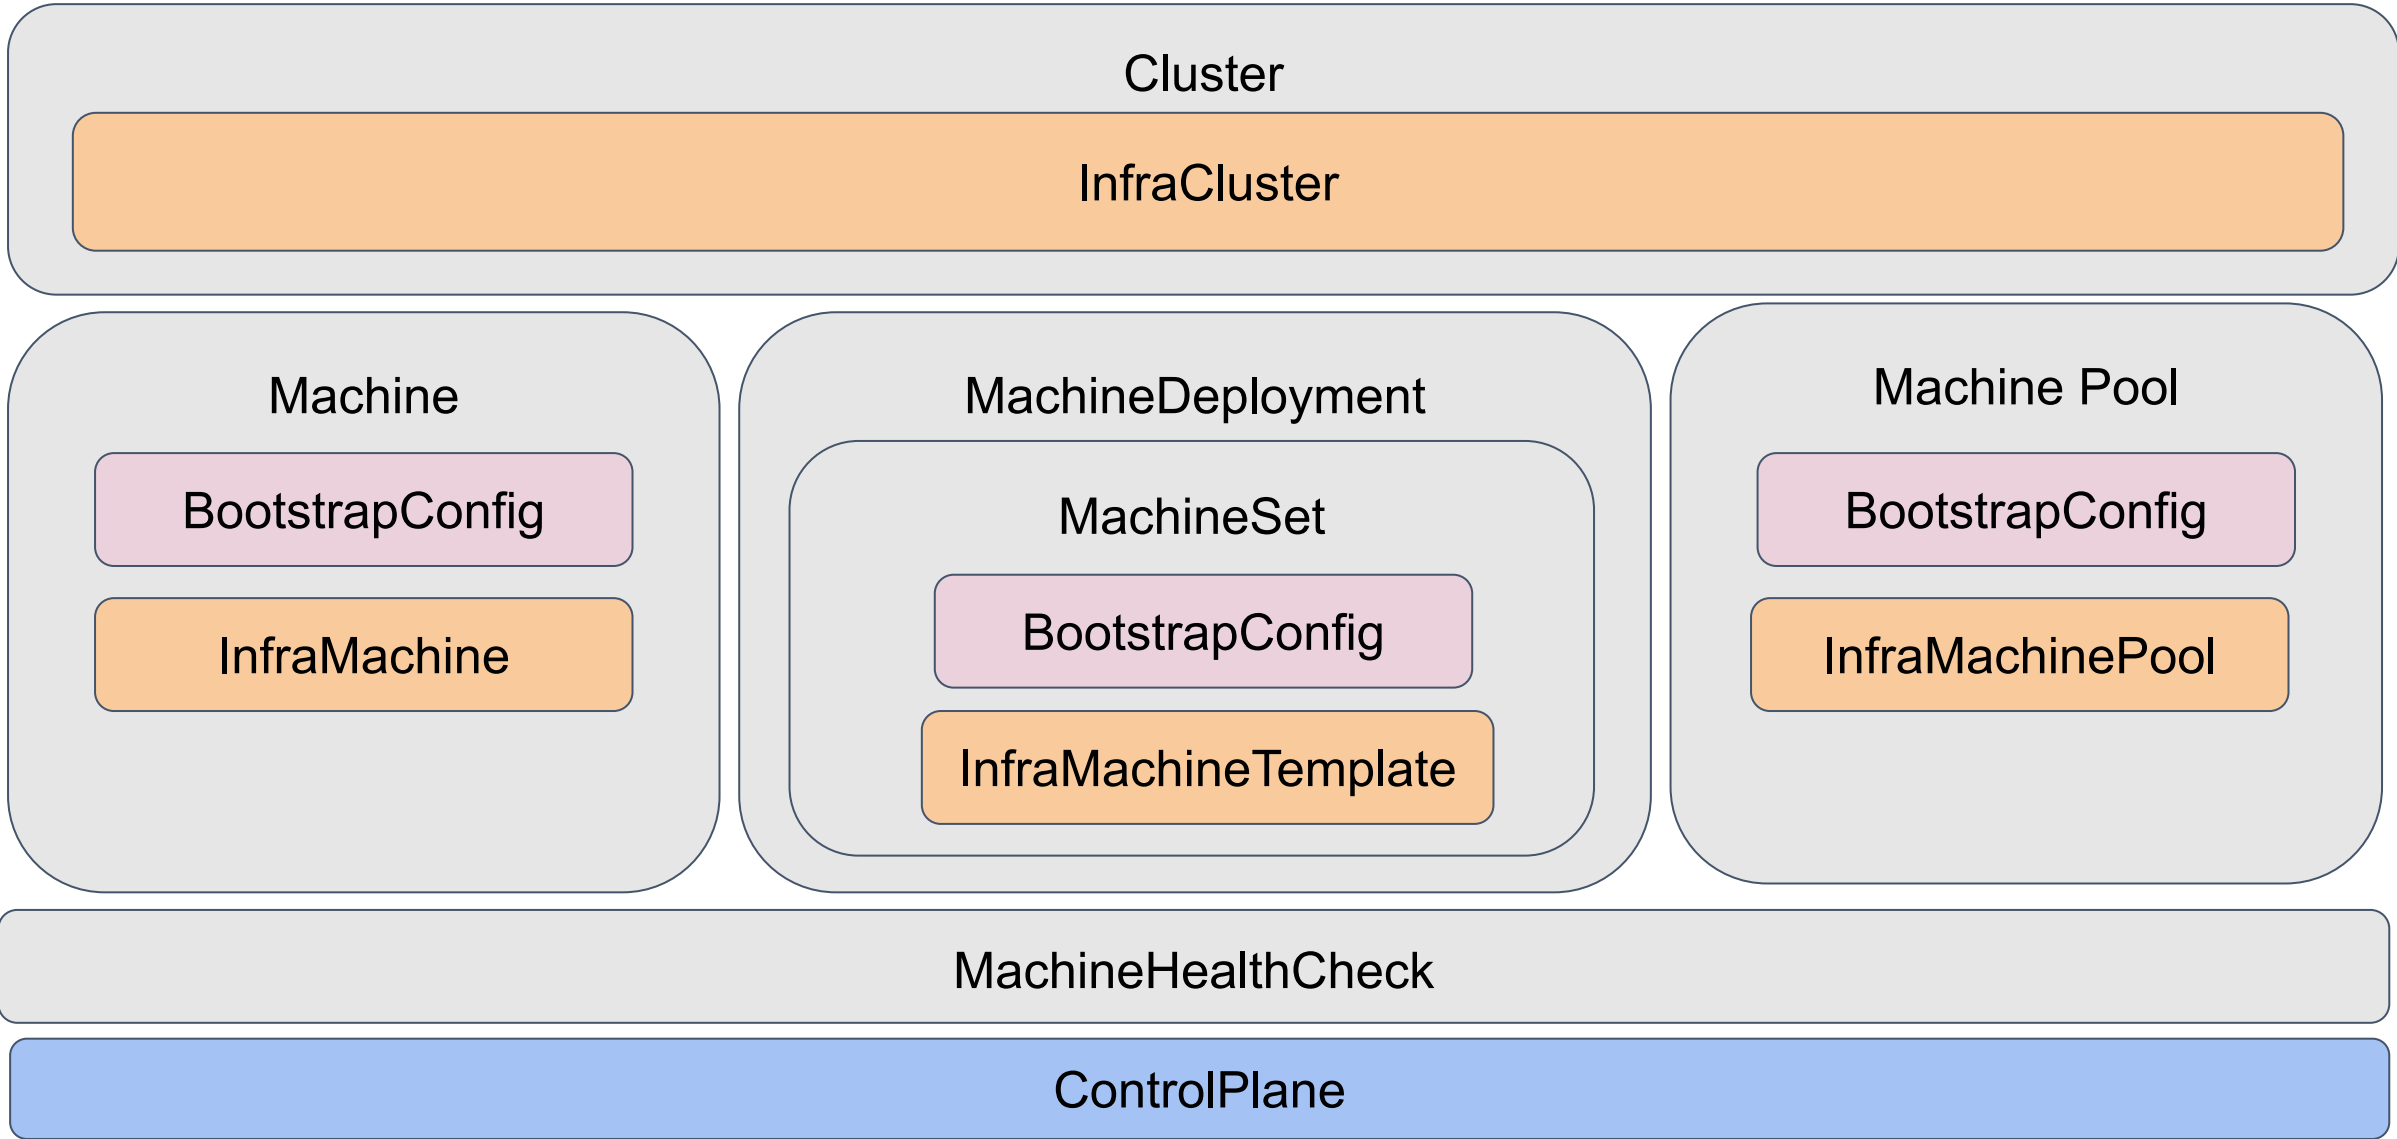 Cluster
InfraCluster
Machine
BootstrapConfig
InfraMachine
MachineDeployment
MachineSet
BootstrapConfig
InfraMachineTemplate
Machine Pool
BootstrapConfig
InfraMachinePool
MachineHealthCheck
ControlPlane